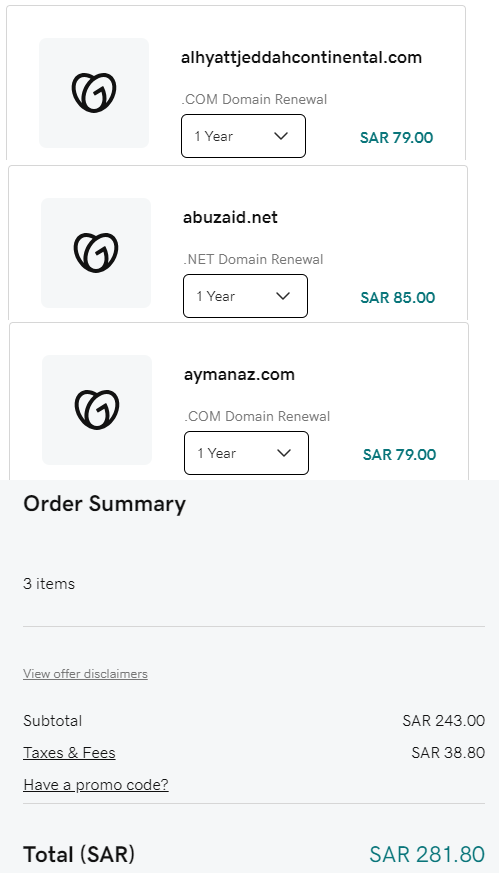 alhyattjeddahcontinental.com
.COM Domain Renewal
1 Year
SAR 79.00
abuzaid.net
.NET Domain Renewal
1 Year
SAR 85.00
aymanaz.com
.COM Domain Renewal
1 Year
SAR 79.00
Order Summary
3 items
View offer disclaimers
Subtotal SAR 243.00
Taxes & Fees SAR 38.80
Have a promo code?
Total (SAR) SAR 281.80